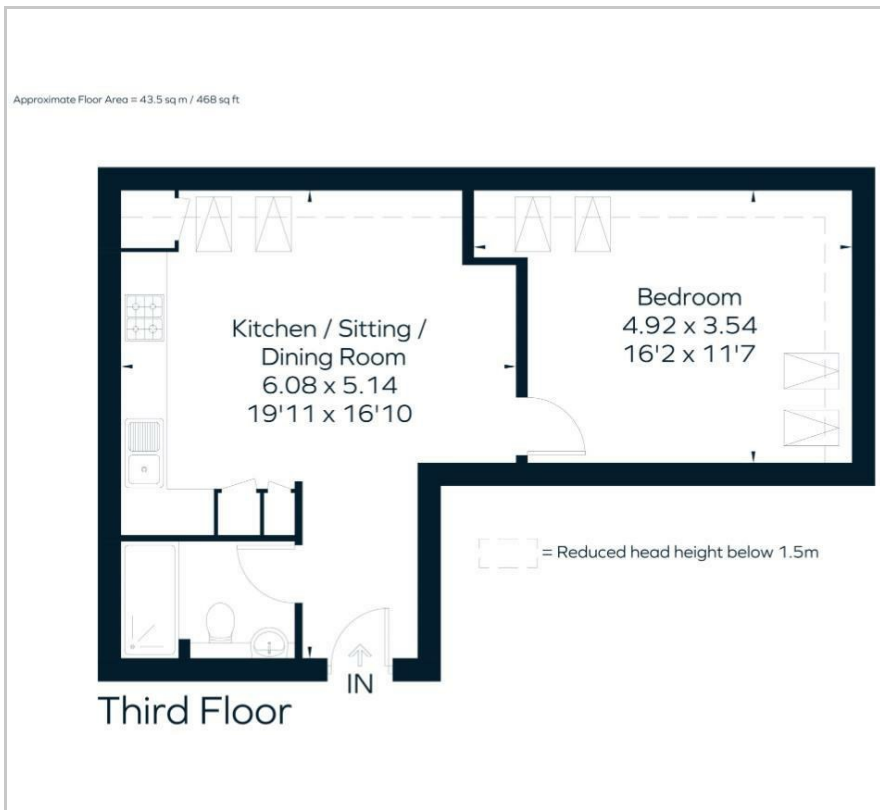 Approximate Floor Area = 43.5 sq m / 468 sq ft
Kitchen / Sitting /
Dining Room
6.08 x 5.14
19'11 x 16'10
Bedroom
4.92 x 3.54
16'2 x 11'7
= Reduced head height below 1.5m
IN
Third Floor